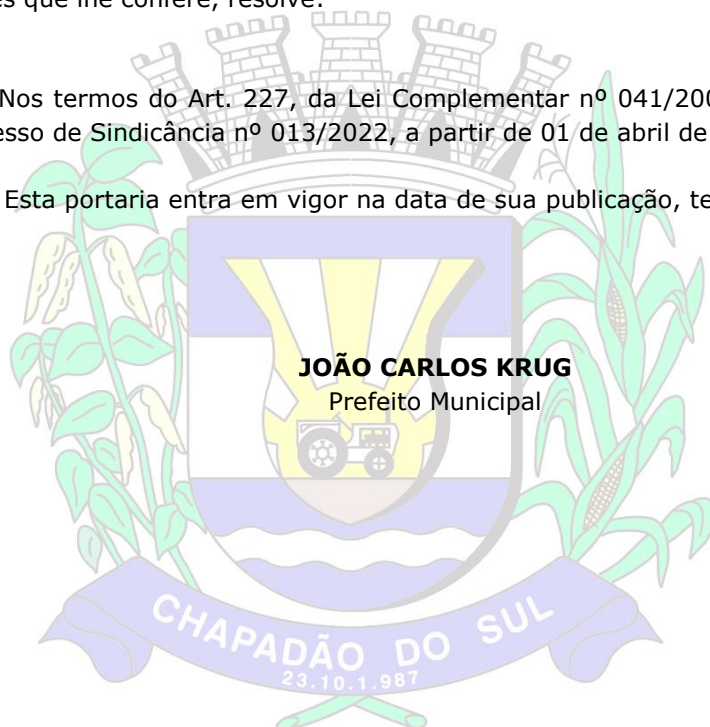 es que lhe confere, resolve:
Nos termos do Art. 227, da Lei Complementar nº 041/200
esso de Sindicância nº 013/2022, a partir de 01 de abril de
Esta portaria entra em vigor na data de sua publicação, te
JOÃO CARLOS KRUG
Prefeito Municipal
CHAPADÃO DO SUL
23.10.1.987